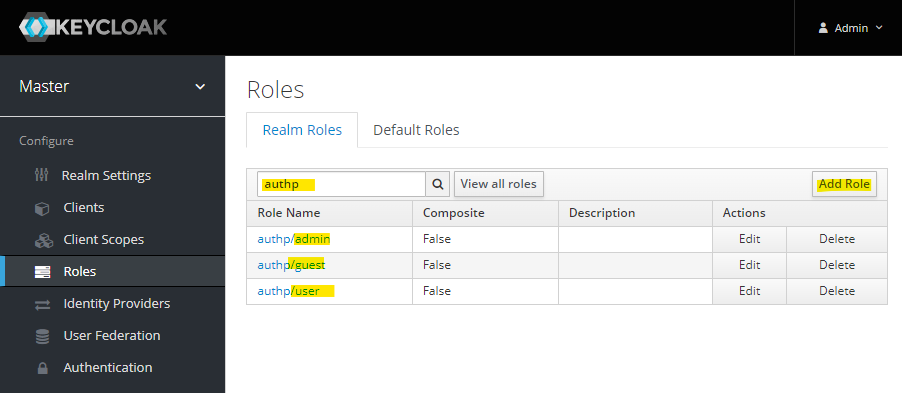 KEYCLOAK
Admin
Master
Configure
Realm Settings
Clients
Client Scopes
Roles
Identity Providers
User Federation
Authentication
Roles
Realm Roles Default Roles
authp View all roles Add Role
Role Name Composite Description Actions
authp/admin False Edit Delete
authp/guest False Edit Delete
authp/user False Edit Delete